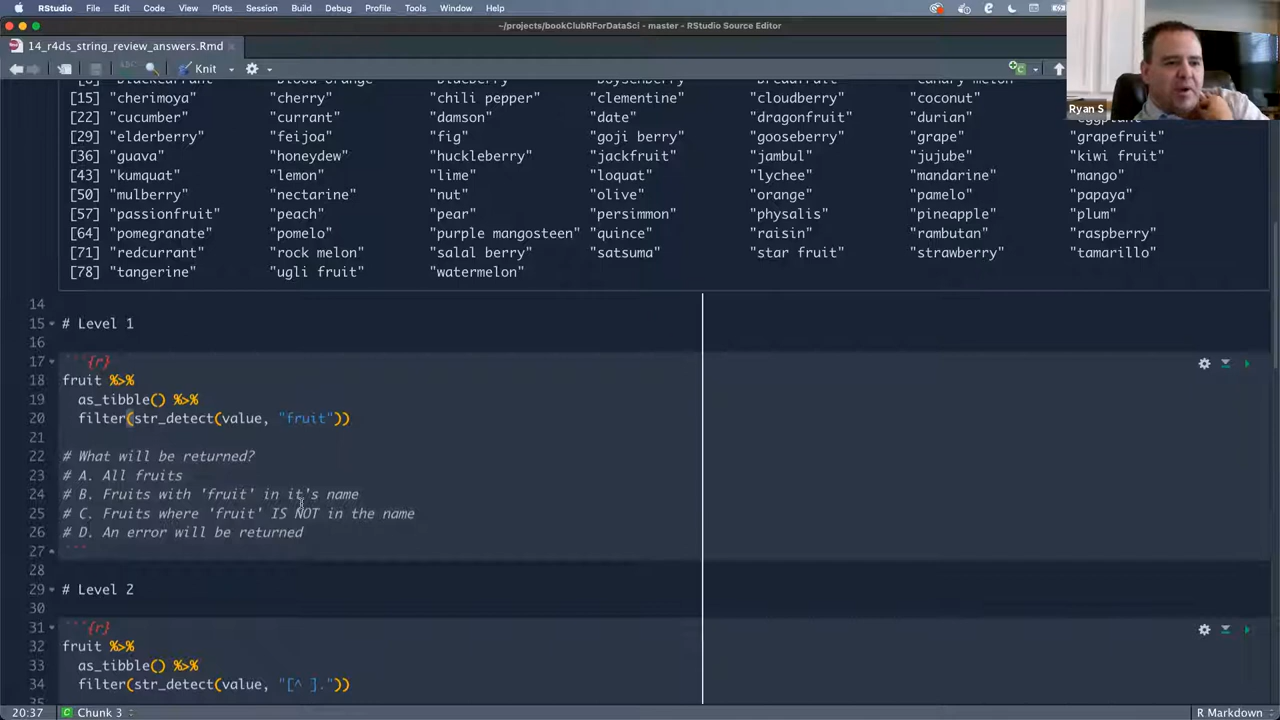 RStudio File Edit Code View Plots Session Build Debug Profile Tools Window Help
~/projects/bookClubRForDataSci - master - RStudio Source Editor
14_r4ds_string_review_answers.Rmd
Knit
Ryan S
[15] "cherimoya" "cherry" "chili pepper" "clementine" "cloudberry" "coconut"
[22] "cucumber" "currant" "damson" "date" "dragonfruit" "durian"
[29] "elderberry" "feijoa" "fig" "goji berry" "gooseberry" "grape" "grapefruit"
[36] "guava" "honeydew" "huckleberry" "jackfruit" "jambul" "jujube" "kiwi fruit"
[43] "kumquat" "lemon" "lime" "loquat" "lychee" "mandarine" "mango"
[50] "mulberry" "nectarine" "nut" "olive" "orange" "pamelo" "papaya"
[57] "passionfruit" "peach" "pear" "persimmon" "physalis" "pineapple" "plum"
[64] "pomegranate" "pomelo" "purple mangosteen" "quince" "raisin" "rambutan" "raspberry"
[71] "redcurrant" "rock melon" "salal berry" "satsuma" "star fruit" "strawberry" "tamarillo"
[78] "tangerine" "ugli fruit" "watermelon"
14
15 # Level 1
16
17 ```{r}
18 fruit %>%
19 as_tibble() %>%
20 filter(str_detect(value, "fruit"))
21
22 # What will be returned?
23 # A. All fruits
24 # B. Fruits with 'fruit' in it's name
25 # C. Fruits where 'fruit' IS NOT in the name
26 # D. An error will be returned
27 ```
28
29 # Level 2
30
31 ```{r}
32 fruit %>%
33 as_tibble() %>%
34 filter(str_detect(value, "[^ ]."))
20:37 Chunk 3 R Markdown